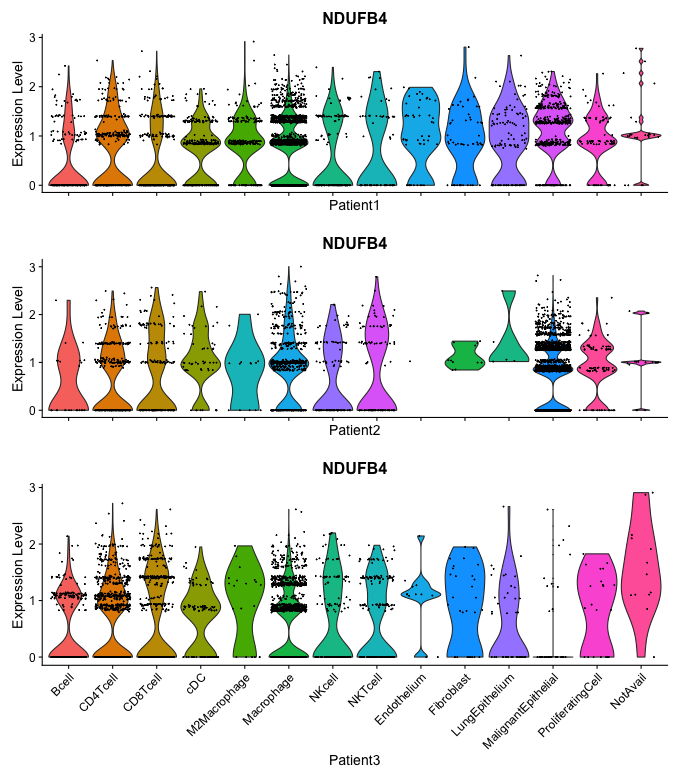 NDUFB4
Expression Level
3
2
1
0
Patient1
NDUFB4
Expression Level
3
2
1
0
Patient2
NDUFB4
Expression Level
3
2
1
0
Bcell
CD4Tcell
CD8Tcell
cDC
M2Macrophage
Macrophage
NKcell
NKTcell
Endothelium
Fibroblast
LungEpithelium
MalignantEpithelial
ProliferatingCell
NotAvail
Patient3